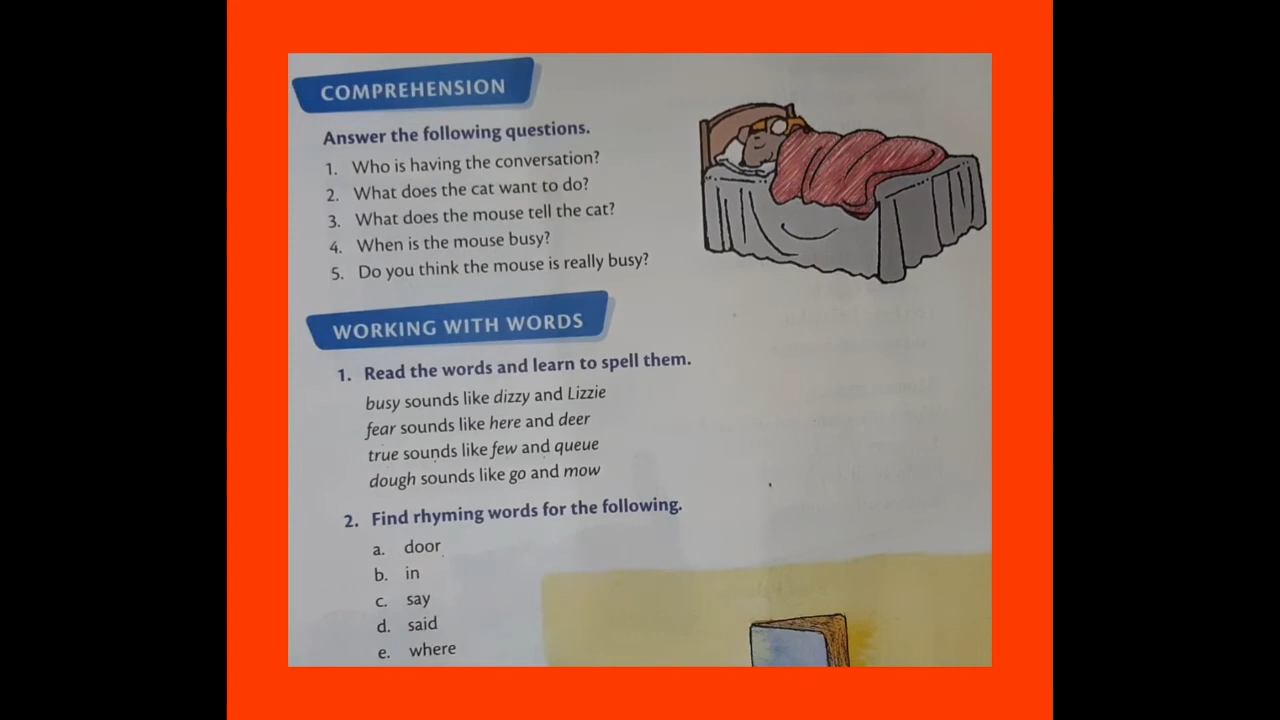 COMPREHENSION
Answer the following questions.
1. Who is having the conversation?
2. What does the cat want to do?
3. What does the mouse tell the cat?
4. When is the mouse busy?
5. Do you think the mouse is really busy?
WORKING WITH WORDS
1. Read the words and learn to spell them.
busy sounds like dizzy and Lizzie
fear sounds like here and deer
true sounds like few and queue
dough sounds like go and mow
2. Find rhyming words for the following.
a. door
b. in
c. say
d. said
e. where